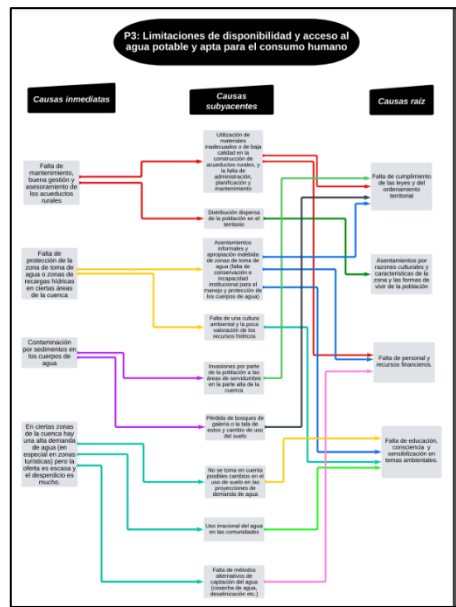 P3: Limitaciones de disponibilidad y acceso al
agua potable y apta para el consumo humano
Causas inmediatas
Causas
subyacentes
Causas raíz
Falta de
mantenimiento,
buena gestión y
asesoramiento de
los acueductos
rurales
Falta de
protección de la
zona de toma de
agua o zonas de
recargas hídricas
en ciertas áreas
de la cuenca
Contaminación
por sedimentos en
los cuerpos de
agua
En ciertas zonas
de la cuenca hay
una alta demanda
de agua (en
especial en zonas
turísticas) pero la
oferta es escasa y
el desperdicio es
mucho.
Utilización de
materiales
inadecuados o de baja
calidad en la
construcción de
acueductos rurales, y
la falta de
administración,
planificación y
mantenimiento
Distribución dispersa
de la población en el
territorio
Asentamientos
informales y
apropiación indebida
de zonas de toma de
agua (falta de
conservación e
incapacidad
institucional para el
manejo y protección de
los cuerpos de agua)
Falta de una cultura
ambiental y la poca
valoración de los
recursos hídricos
Invasiones por parte
de la población a las
áreas de servidumbre
en la parte alta de la
cuenca
Pérdida de bosques de
galería o la tala de
estos y cambio de uso
del suelo
No se toma en cuenta
posibles cambios en el
uso de suelo en las
proyecciones de
demanda de agua
Uso irracional del agua
en las comunidades
Falta de métodos
alternativos de
captación del agua
(cosecha de agua,
desalinización etc.)
Falta de cumplimiento
de las leyes y del
ordenamiento
territorial
Asentamientos por
razones culturales y
características de la
zona y las formas de
vivir de la población
Falta de personal y
recursos financieros.
Falta de educación,
consciencia y
sensibilización en
temas ambientales.